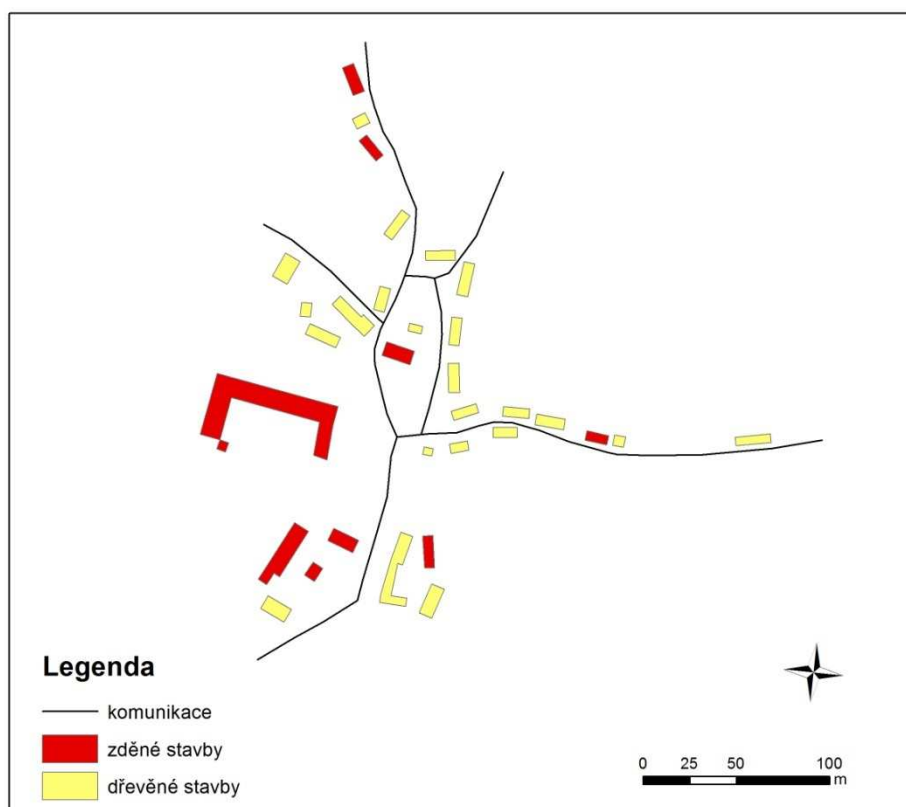 Legenda
komunikace
zděné stavby
dřevěné stavby
0 25 50 100
m